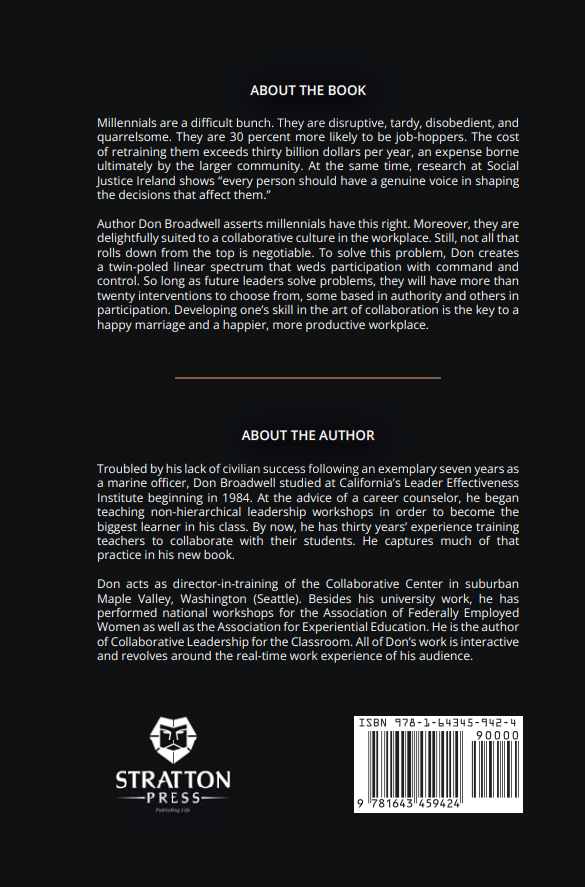 ABOUT THE BOOK
Millennials are a difficult bunch. They are disruptive, tardy, disobedient, and
quarrelsome. They are 30 percent more likely to be job-hoppers. The cost
of retraining them exceeds thirty billion dollars per year, an expense borne
ultimately by the larger community. At the same time, research at Social
Justice Ireland shows “every person should have a genuine voice in shaping
the decisions that affect them.”
Author Don Broadwell asserts millennials have this right. Moreover, they are
delightfully suited to a collaborative culture in the workplace. Still, not all that
rolls down from the top is negotiable. To solve this problem, Don creates
a twin-poled linear spectrum that weds participation with command and
control. So long as future leaders solve problems, they will have more than
twenty interventions to choose from, some based in authority and others in
participation. Developing one’s skill in the art of collaboration is the key to a
happy marriage and a happier, more productive workplace.
ABOUT THE AUTHOR
Troubled by his lack of civilian success following an exemplary seven years as
a marine officer, Don Broadwell studied at California’s Leader Effectiveness
Institute beginning in 1984. At the advice of a career counselor, he began
teaching non-hierarchical leadership workshops in order to become the
biggest learner in his class. By now, he has thirty years’ experience training
teachers to collaborate with their students. He captures much of that
practice in his new book.
Don acts as director-in-training of the Collaborative Center in suburban
Maple Valley, Washington (Seattle). Besides his university work, he has
performed national workshops for the Association of Federally Employed
Women as well as the Association for Experiential Education. He is the author
of Collaborative Leadership for the Classroom. All of Don’s work is interactive
and revolves around the real-time work experience of his audience.
STRATTON
PRESS
Publishing Life
ISBN 978-1-64345-942-4
90000
9 781643 459424